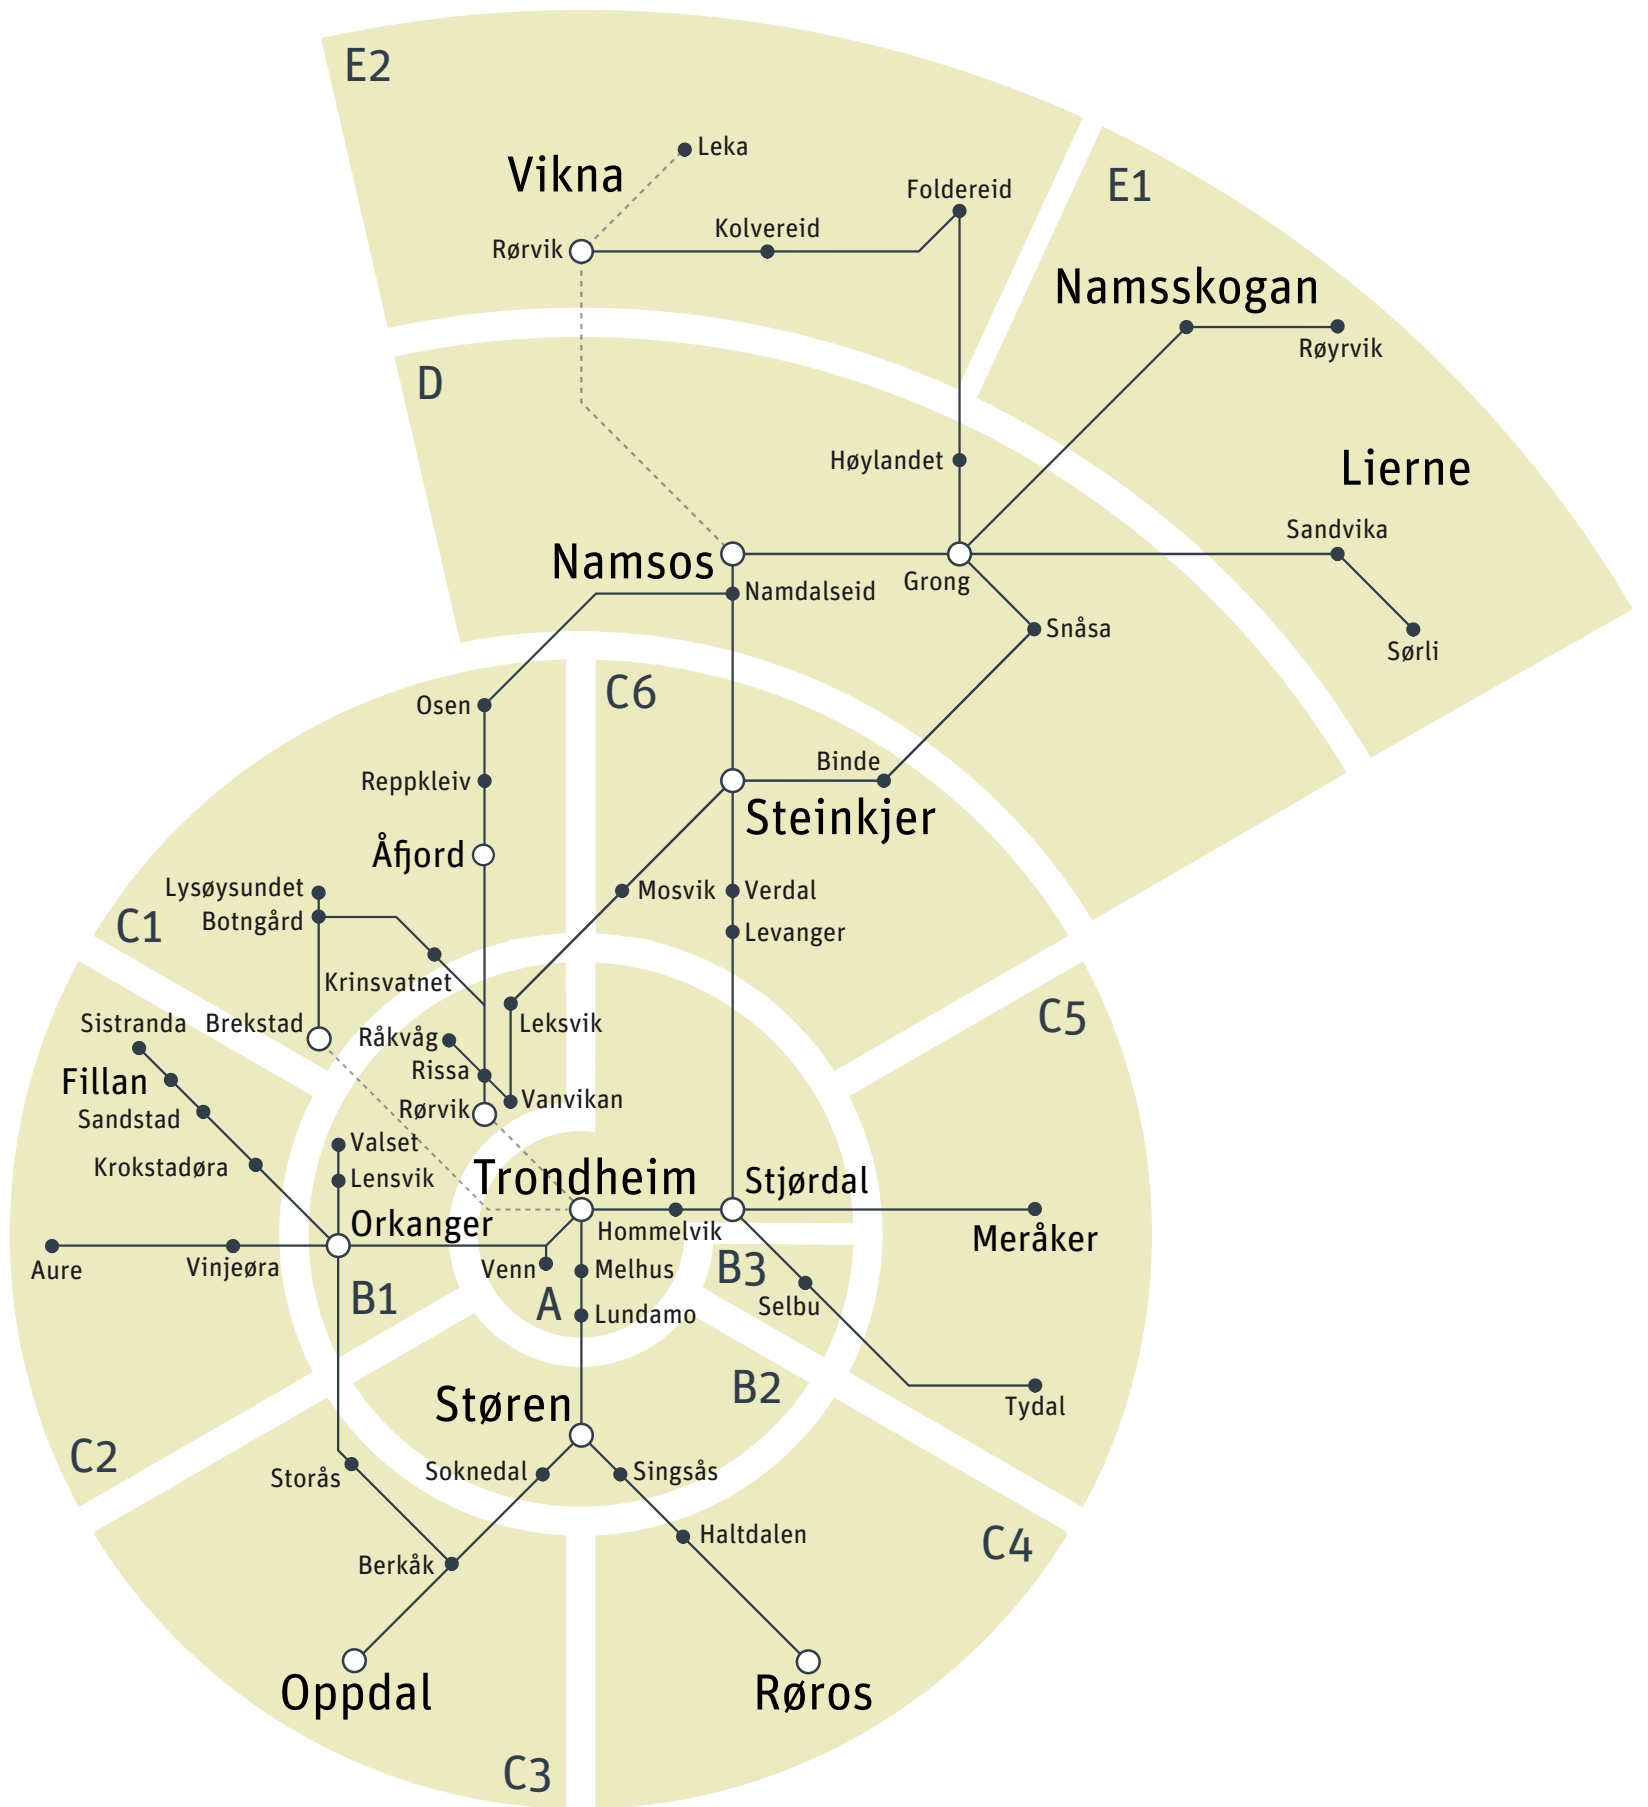 E2
Leka
Vikna
E1
Foldereid
Kolvereid
Rørvik
Namsskogan
Røyrvik
D
Høylandet
Lierne
Sandvika
Namsos
Grong
Namdalseid
Snåsa
Sørli
C6
Osen
Binde
Reppkleiv
Steinkjer
Åfjord
Lysøysundet
Mosvik
Verdal
Botngård
C1
Levanger
Krinsvatnet
C5
Sistranda
Brekstad
Leksvik
Råkvåg
Rissa
Fillan
Vanvikan
Rørvik
Sandstad
Valset
Krokstadøra
Trondheim
Lensvik
Stjørdal
Orkanger
Hommelvik
Meråker
Aure
Vinjeøra
Venn
Melhus
B3
B1
A
Selbu
Lundamo
B2
Støren
Tydal
C2
Storås
Soknedal
Singsås
Haltdalen
C4
Berkåk
Oppdal
Røros
C3